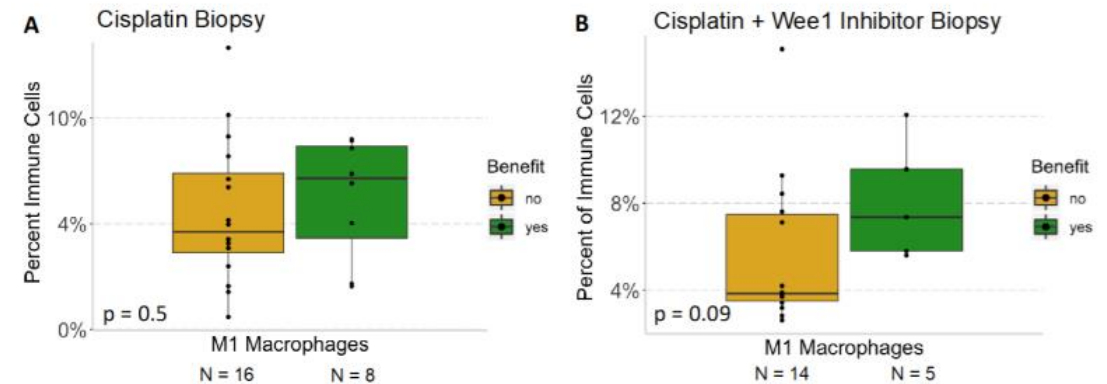 A
Cisplatin Biopsy
Percent Immune Cells
10%
4%
0%
p = 0.5
M1 Macrophages
N = 16
N = 8
Benefit
no
yes
B
Cisplatin + Wee1 Inhibitor Biopsy
Percent of Immune Cells
12%
8%
4%
p = 0.09
M1 Macrophages
N = 14
N = 5
Benefit
no
yes